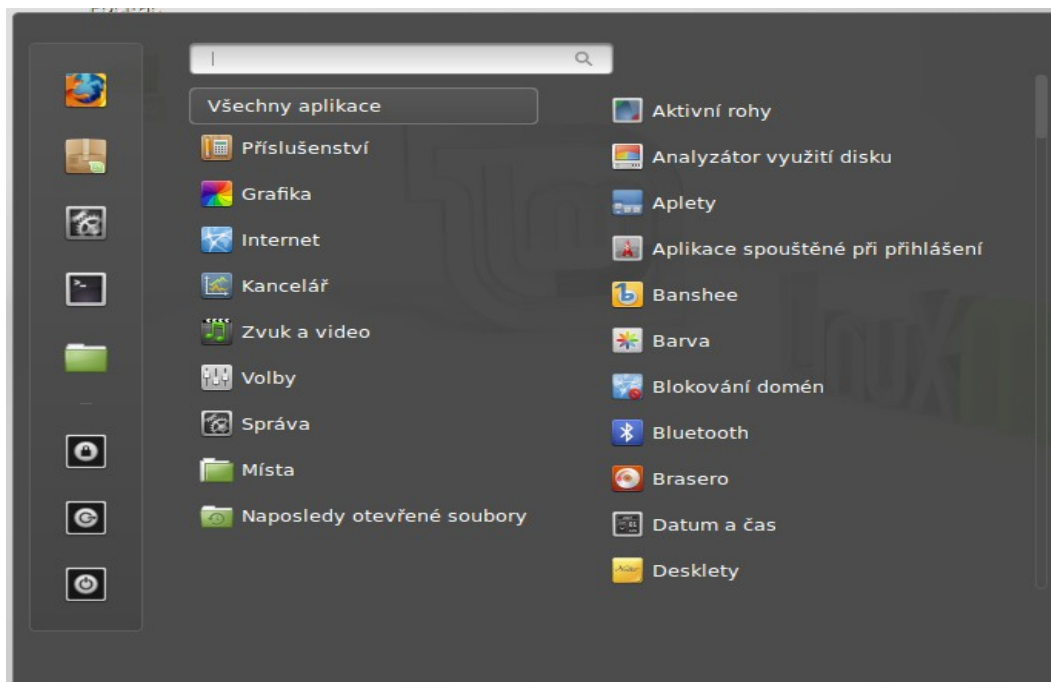 Všechny aplikace
Příslušenství
Grafika
Internet
Kancelář
Zvuk a video
Volby
Správa
Místa
Naposledy otevřené soubory
Aktivní rohy
Analyzátor využití disku
Aplety
Aplikace spouštěné při přihlášení
Banshee
Barva
Blokování domén
Bluetooth
Brasero
Datum a čas
Desklety